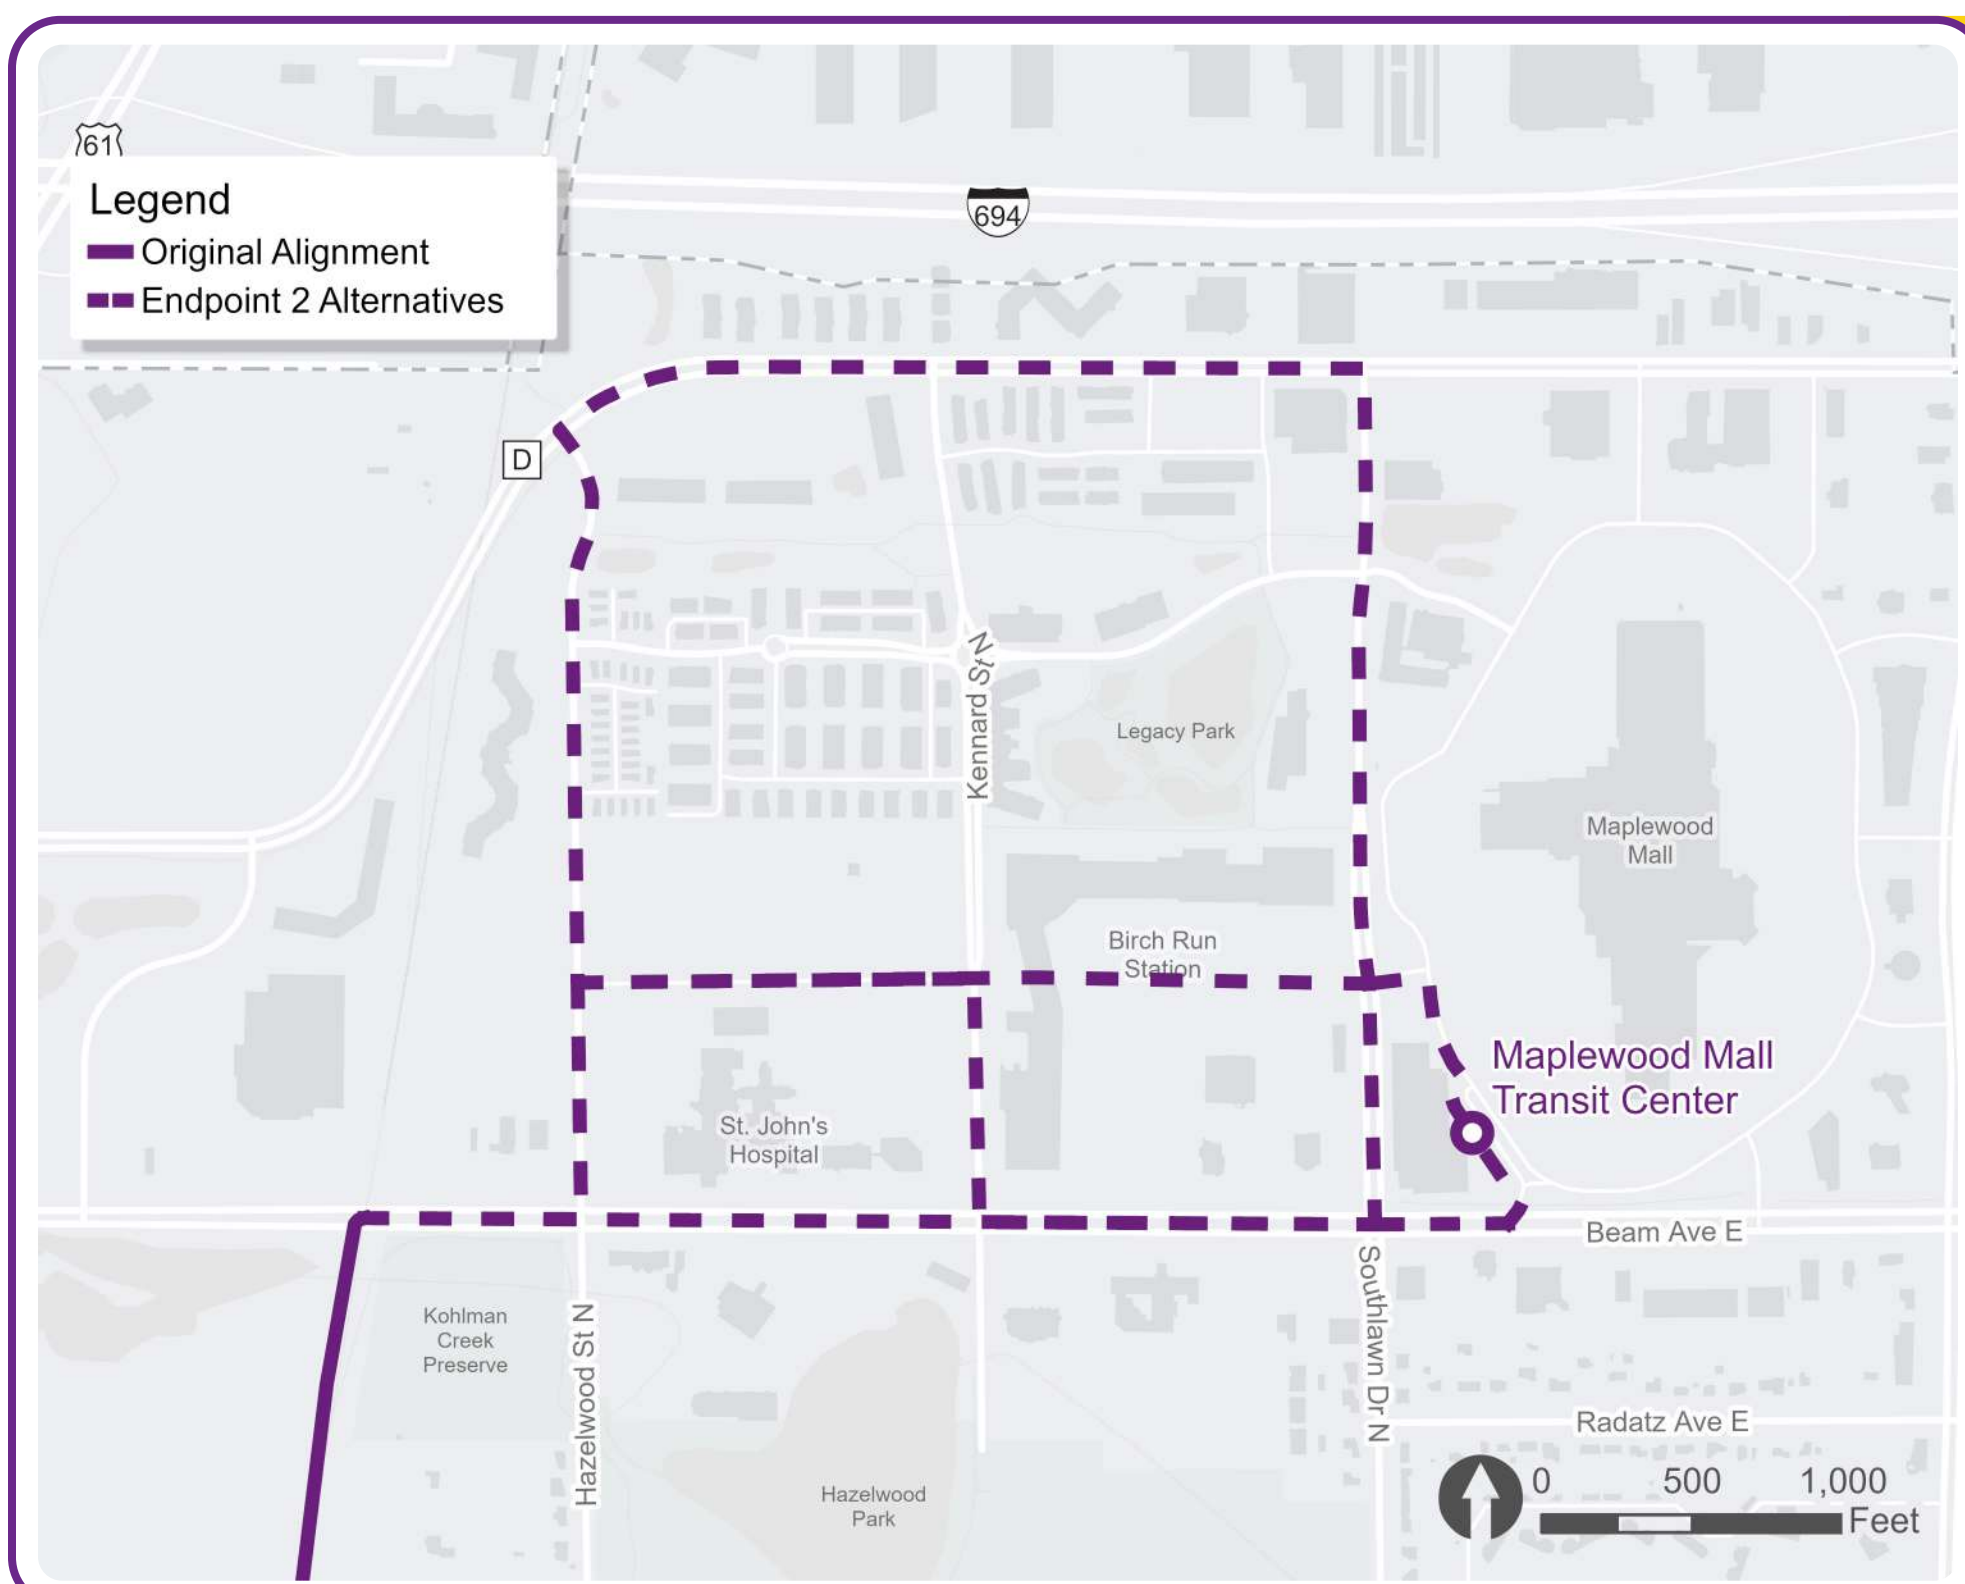 61
Legend
Original Alignment
Endpoint 2 Alternatives
694
D
Kennard St N
Legacy Park
Maplewood
Mall
Birch Run
Station
Maplewood Mall
Transit Center
St. John's
Hospital
Beam Ave E
Kohlman
Creek
Preserve
Hazelwood St N
Southlawn Dr N
Radatz Ave E
Hazelwood
Park
0 500 1,000
Feet